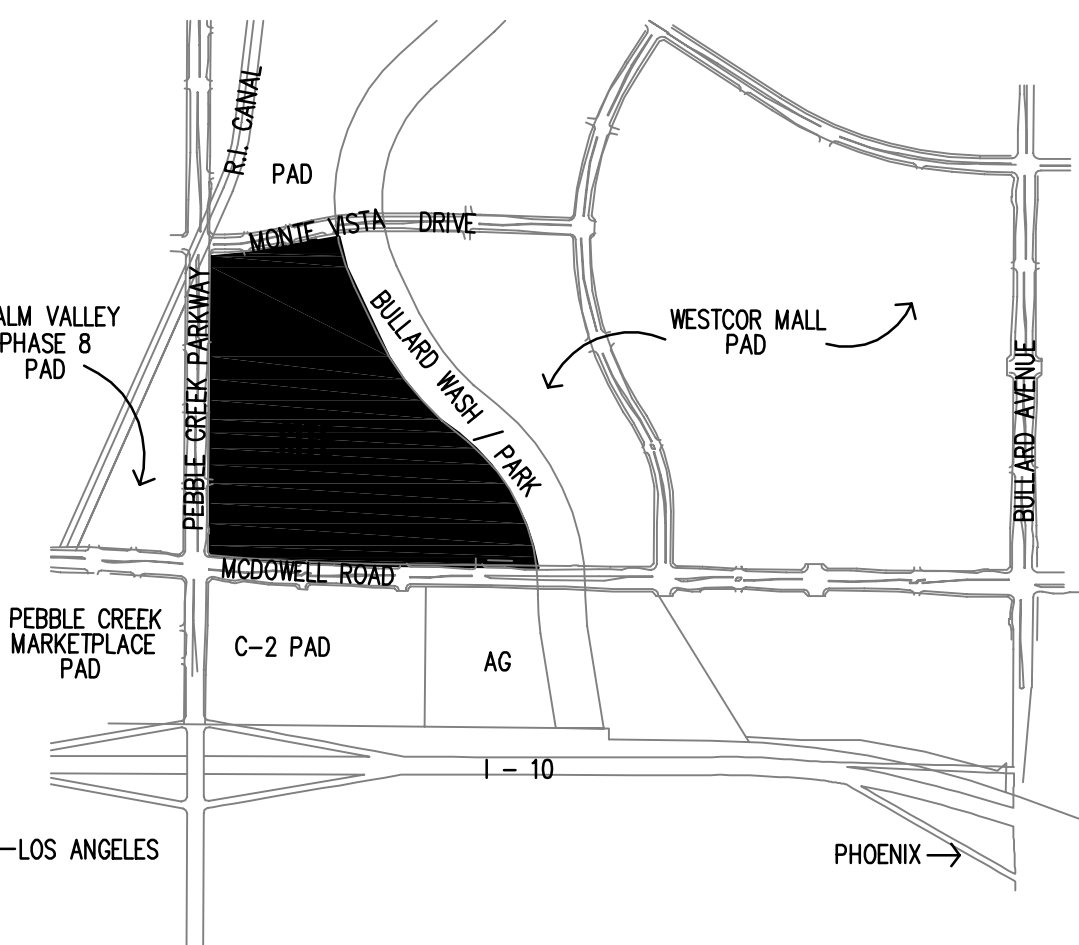 R.I. CANAL
PAD
MONTE VISTA DRIVE
ALM VALLEY
PHASE 8
PAD
PEBBLE CREEK PARKWAY
BULLARD WASH / PARK
WESTCOR MALL
PAD
BULLARD AVENUE
MCDOWELL ROAD
PEBBLE CREEK
MARKETPLACE
PAD
C-2 PAD
AG
I - 10
LOS ANGELES
PHOENIX